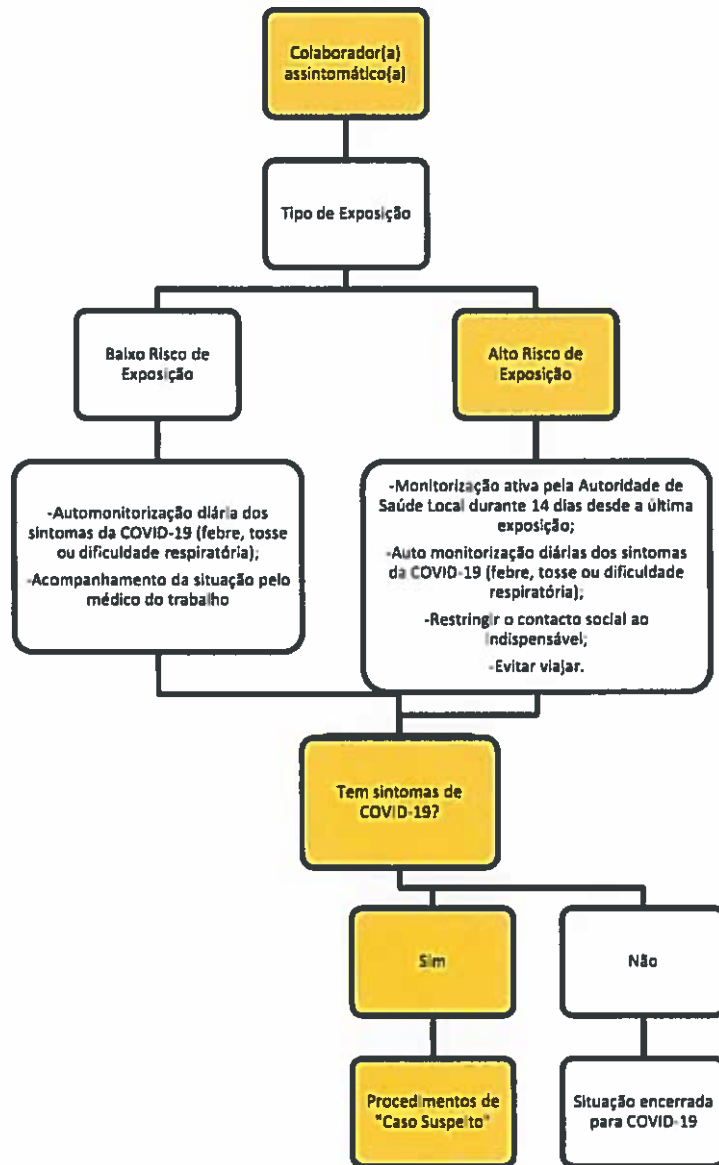 Colaborador(a)
assintomático(a)
Tipo de Exposição
Baixo Risco de
Exposição
Alto Risco de
Exposição
-Automonitorização diária dos
sintomas da COVID-19 (febre, tosse
ou dificuldade respiratória);
-Acompanhamento da situação pelo
médico do trabalho
-Monitorização ativa pela Autoridade de
Saúde Local durante 14 dias desde a última
exposição;
-Auto monitorização diárias dos sintomas
da COVID-19 (febre, tosse ou dificuldade
respiratória);
-Restringir o contacto social ao
indispensável;
-Evitar viajar.
Tem sintomas de
COVID-19?
Sim
Não
Procedimentos de
"Caso Suspeito"
Situação encerrada
para COVID-19